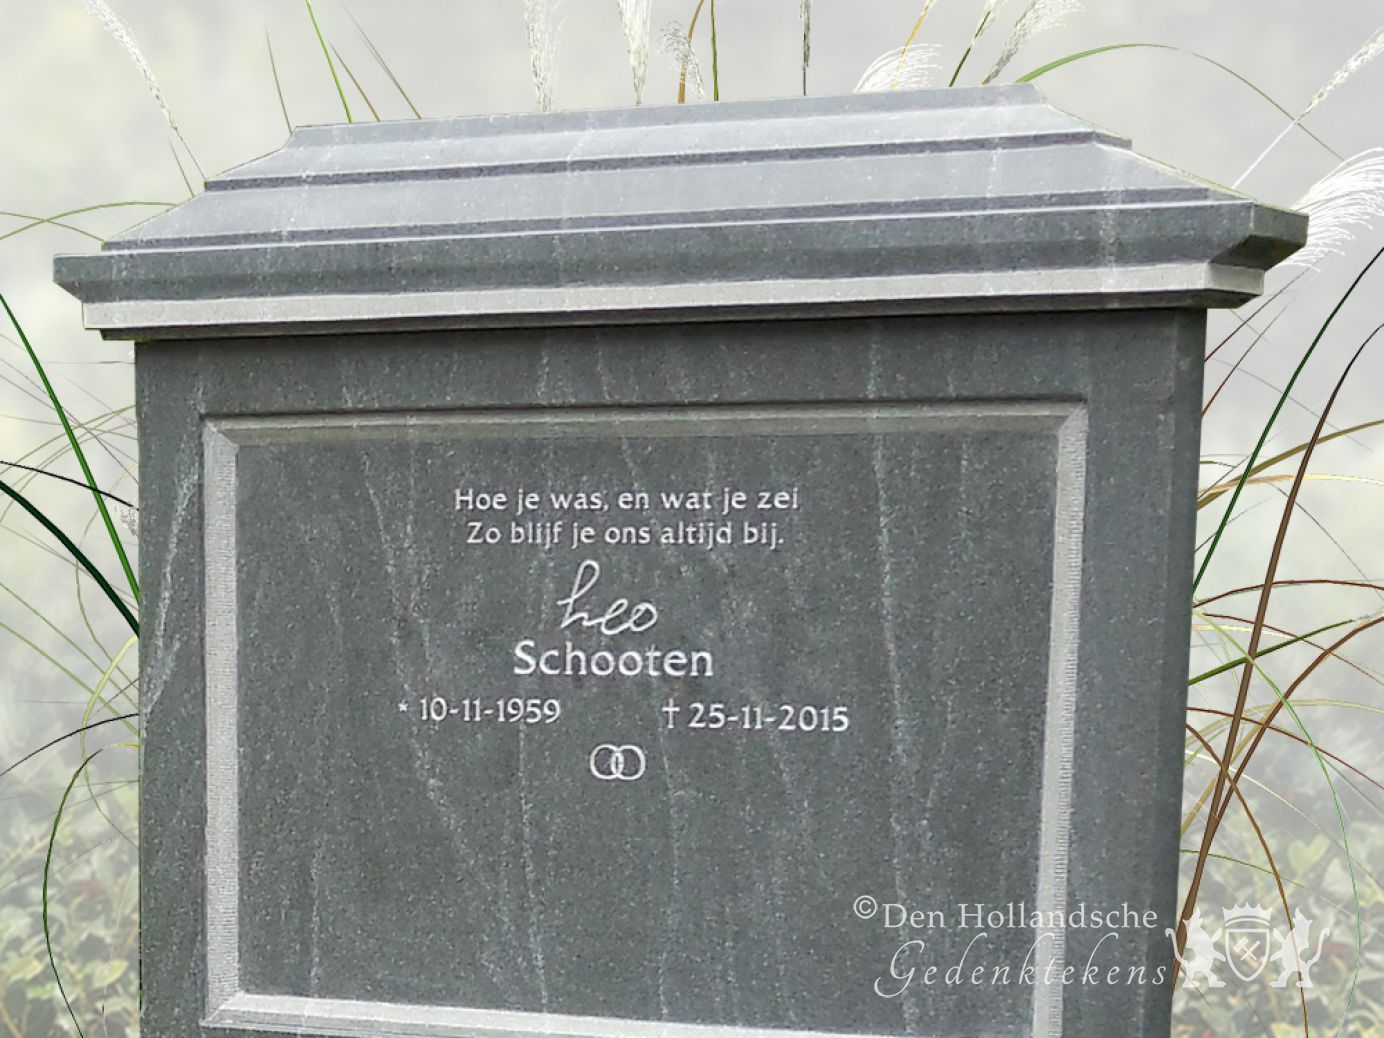 Hoe je was, en wat je zei
Zo blijf je ons altijd bij.
Leo
Schooten
* 10-11-1959 † 25-11-2015
©Den Hollandsche
Gedenktekens